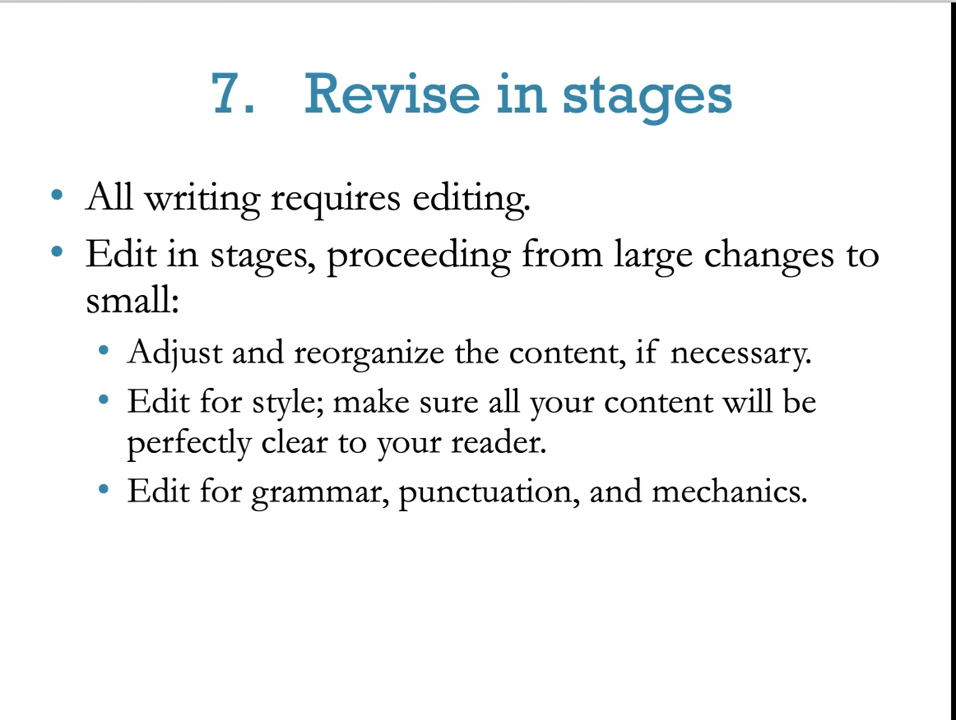 7. Revise in stages
• All writing requires editing.
• Edit in stages, proceeding from large changes to
small:
• Adjust and reorganize the content, if necessary.
• Edit for style; make sure all your content will be
perfectly clear to your reader.
• Edit for grammar, punctuation, and mechanics.